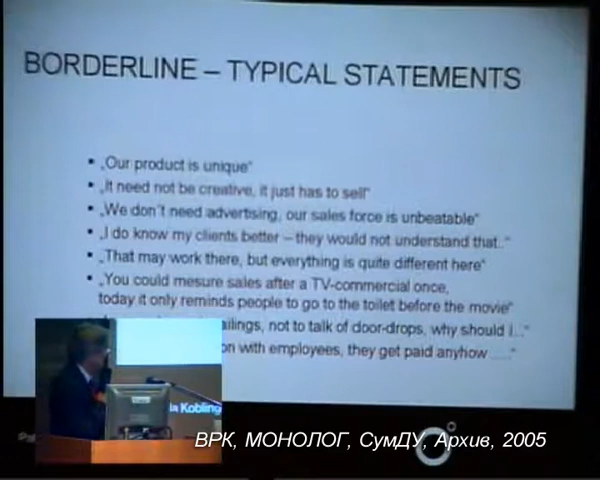 BORDERLINE – TYPICAL STATEMENTS
▪ „Our product is unique“
▪ „It need not be creative, it just has to sell“
▪ „We don´t need advertising, our sales force is unbeatable“
▪ „I do know my clients better – they would not understand that..“
▪ „That may work there, but everything is quite different here“
▪ „You could mesure sales after a TV-commercial once,
today it only reminds people to go to the toilet before the movie“
not to talk of door-drops, why should I...“
with employees, they get paid anyhow ....“
la Kobling
ВРК, МОНОЛОГ, СумДУ, Архив, 2005